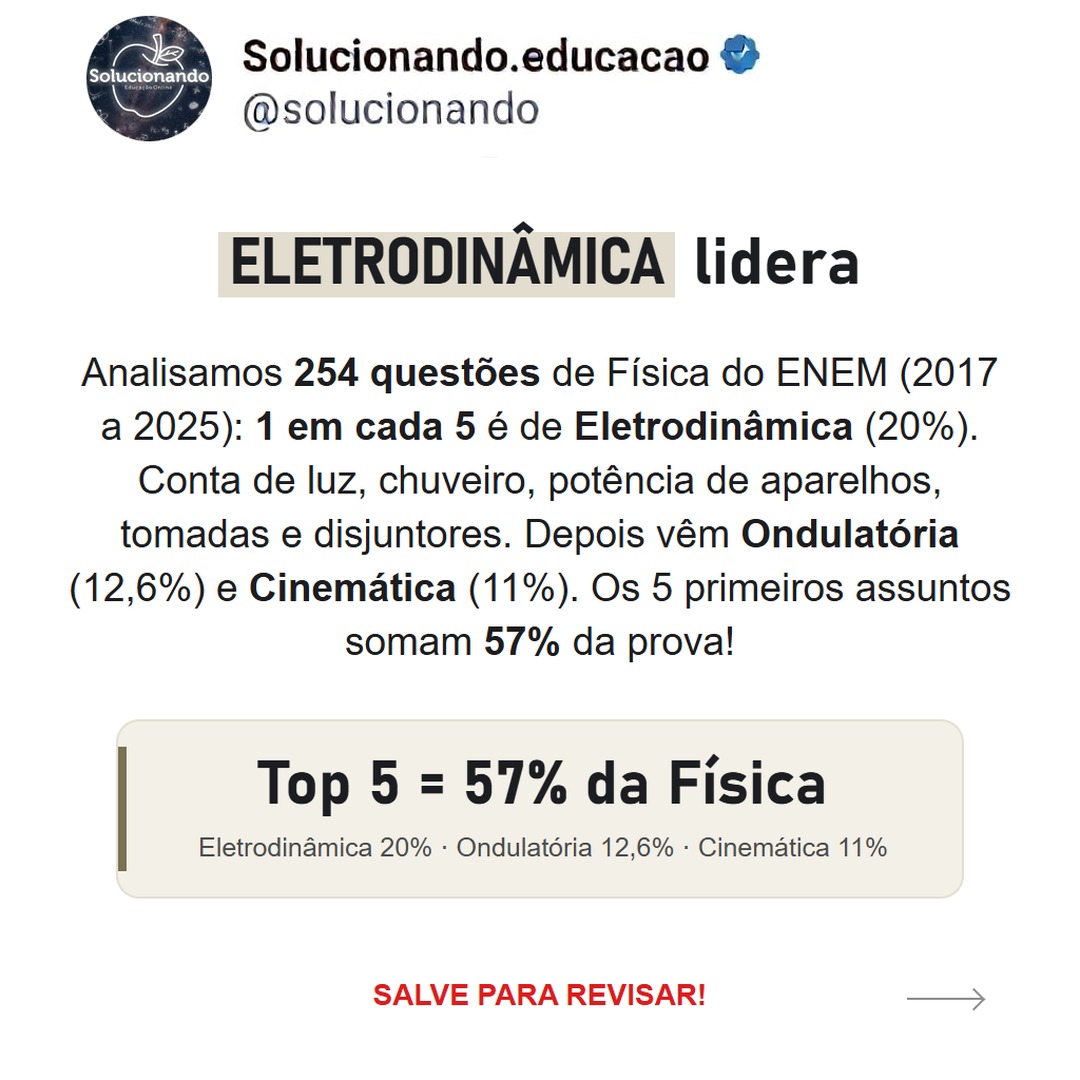 Solucionando
Educação Online
Solucionando.educacao
@solucionando
ELETRODINÂMICA lidera
Analisamos 254 questões de Física do ENEM (2017
a 2025): 1 em cada 5 é de Eletrodinâmica (20%).
Conta de luz, chuveiro, potência de aparelhos,
tomadas e disjuntores. Depois vêm Ondulatória
(12,6%) e Cinemática (11%). Os 5 primeiros assuntos
somam 57% da prova!
Top 5 = 57% da Física
Eletrodinâmica 20% · Ondulatória 12,6% · Cinemática 11%
SALVE PARA REVISAR!